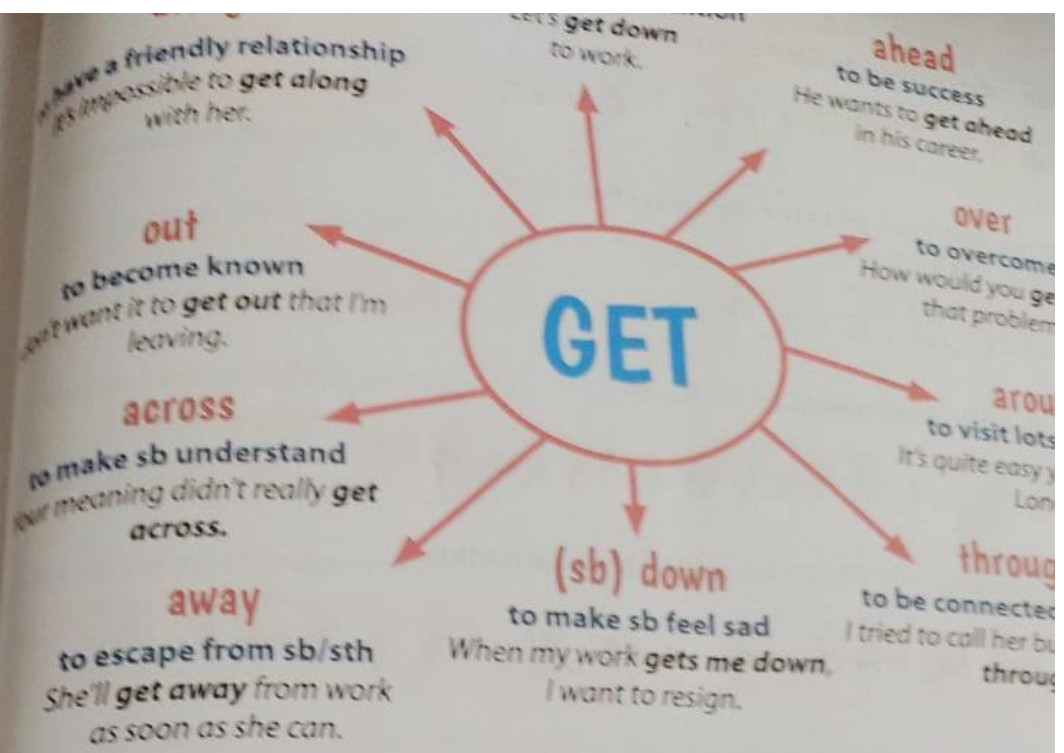 to have a friendly relationship
It's impossible to get along
with her.
Let's get down
to work.
ahead
to be success
He wants to get ahead
in his career.
out
to become known
want it to get out that I'm
leaving.
over
to overcome
How would you
that problem
GET
across
to make sb understand
Your meaning didn't really get
across.
to visit lots
It's quite easy
away
to escape from sb/sth
She'll get away from work
as soon as she can.
(sb) down
to make sb feel sad
When my work gets me down,
I want to resign.
to be connected
I tried to call her